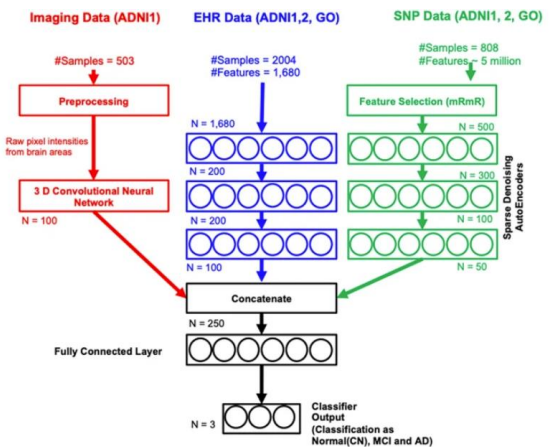 Imaging Data (ADNI1)
EHR Data (ADNI1,2, GO)
SNP Data (ADNI1, 2, GO)
#Samples = 503
#Samples = 2004
#Features = 1,680
#Samples = 808
#Features ~ 5 million
Preprocessing
Feature Selection (mRmR)
Raw pixel intensities
from brain areas
N = 1,680
N = 500
3 D Convolutional Neural
Network
N = 200
N = 300
N = 100
N = 200
N = 100
Sparse Denoising
AutoEncoders
N = 100
N = 50
Concatenate
N = 250
Fully Connected Layer
N = 3
Classifier
Output
(Classification as
Normal(CN), MCI and AD)